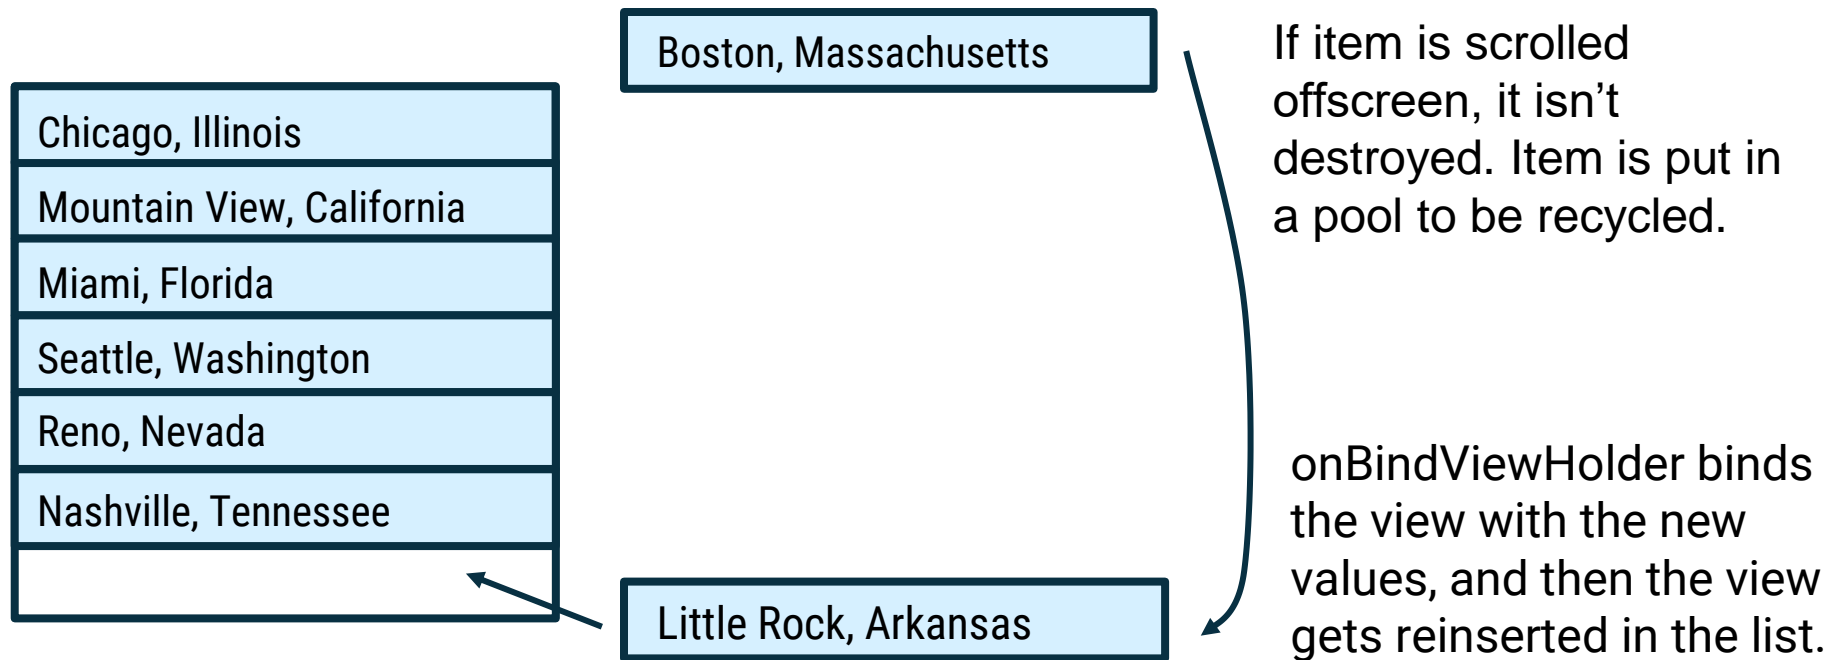 Boston, Massachusetts
Chicago, Illinois
Mountain View, California
Miami, Florida
Seattle, Washington
Reno, Nevada
Nashville, Tennessee
Little Rock, Arkansas
If item is scrolled
offscreen, it isn’t
destroyed. Item is put in
a pool to be recycled.
onBindViewHolder binds
the view with the new
values, and then the view
gets reinserted in the list.